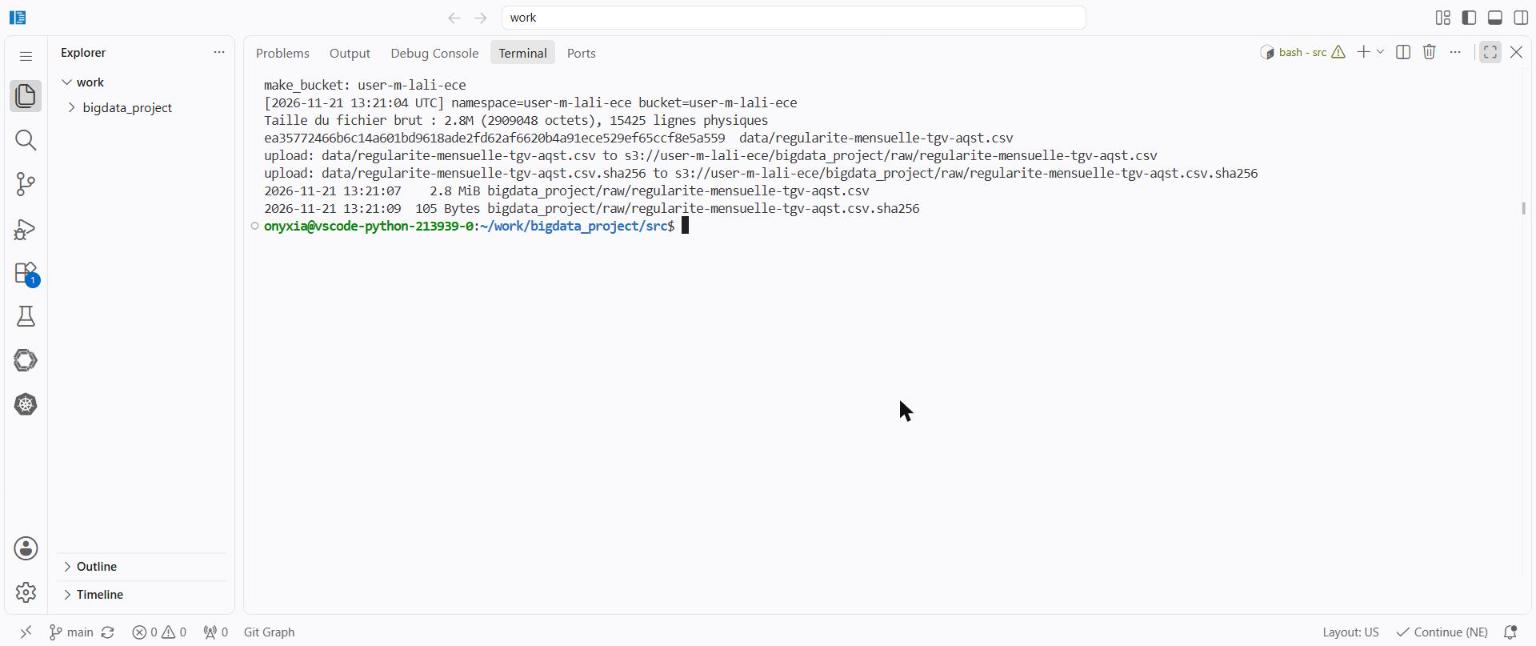 work
Explorer
work
bigdata_project
Outline
Timeline
1
Problems Output Debug Console Terminal Ports
bash - src
make_bucket: user-m-lali-ece
[2026-11-21 13:21:04 UTC] namespace=user-m-lali-ece bucket=user-m-lali-ece
Taille du fichier brut : 2.8M (2909048 octets), 15425 lignes physiques
ea35772466b6c14a601bd9618ade2fd62af6620b4a91ece529ef65ccf8e5a559  data/regularite-mensuelle-tgv-aqst.csv
upload: data/regularite-mensuelle-tgv-aqst.csv to s3://user-m-lali-ece/bigdata_project/raw/regularite-mensuelle-tgv-aqst.csv
upload: data/regularite-mensuelle-tgv-aqst.csv.sha256 to s3://user-m-lali-ece/bigdata_project/raw/regularite-mensuelle-tgv-aqst.csv.sha256
2026-11-21 13:21:07    2.8 MiB bigdata_project/raw/regularite-mensuelle-tgv-aqst.csv
2026-11-21 13:21:09  105 Bytes bigdata_project/raw/regularite-mensuelle-tgv-aqst.csv.sha256
onyxia@vscode-python-213939-0:~/work/bigdata_project/src$
main 0 0 0 Git Graph Layout: US Continue (NE)